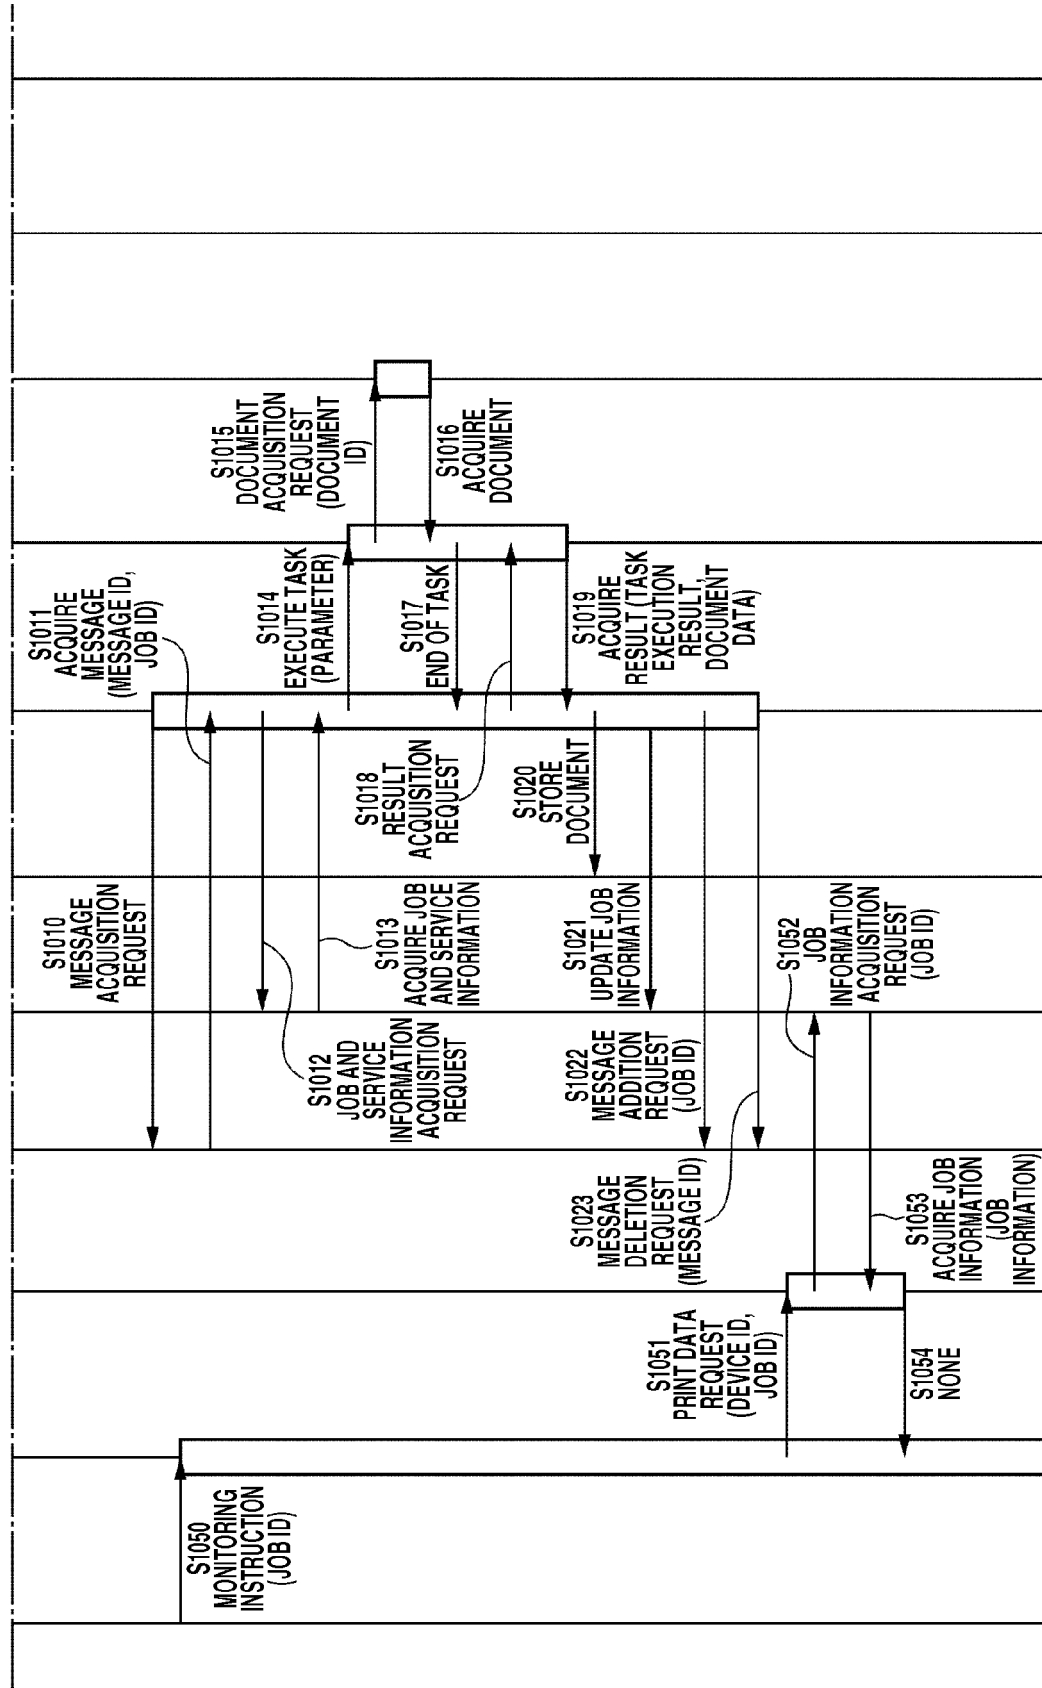 S1010
MESSAGE
ACQUISITION
REQUEST
S1011
ACQUIRE
MESSAGE
(MESSAGE ID,
JOB ID)
S1050
MONITORING
INSTRUCTION
(JOB ID)
S1012
JOB AND
SERVICE
INFORMATION
ACQUISITION
REQUEST
S1013
ACQUIRE JOB
AND SERVICE
INFORMATION
S1014
EXECUTE TASK
(PARAMETER)
S1015
DOCUMENT
ACQUISITION
REQUEST
(DOCUMENT
ID)
S1016
ACQUIRE
DOCUMENT
S1017
END OF TASK
S1018
RESULT
ACQUISITION
REQUEST
S1019
ACQUIRE
RESULT (TASK
EXECUTION
RESULT,
DOCUMENT
DATA)
S1020
STORE
DOCUMENT
S1021
UPDATE JOB
INFORMATION
S1022
MESSAGE
ADDITION
REQUEST
(JOB ID)
S1023
MESSAGE
DELETION
REQUEST
(MESSAGE ID)
S1051
PRINT DATA
REQUEST
(DEVICE ID,
JOB ID)
S1052
JOB
INFORMATION
ACQUISITION
REQUEST
(JOB ID)
S1053
ACQUIRE JOB
INFORMATION
(JOB
INFORMATION)
S1054
NONE